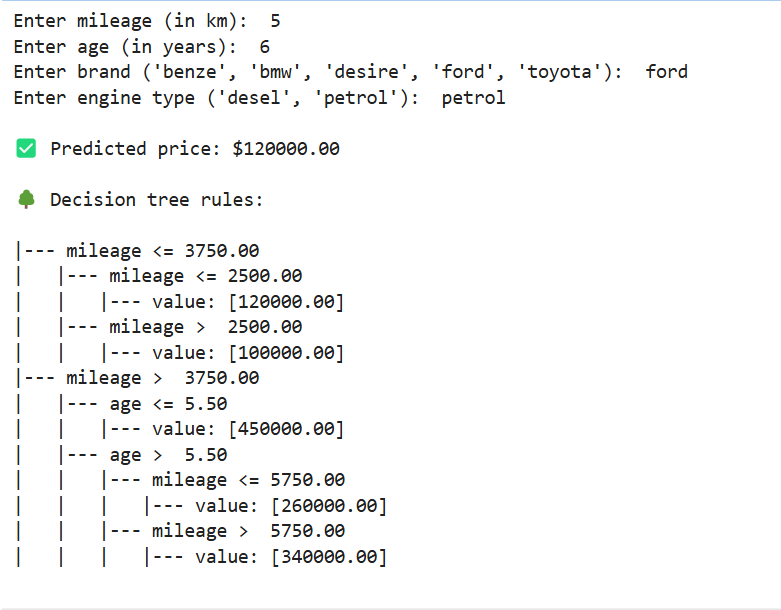 Enter mileage (in km):  5
Enter age (in years):  6
Enter brand ('benze', 'bmw', 'desire', 'ford', 'toyota'):  ford
Enter engine type ('desel', 'petrol'):  petrol
✅ Predicted price: $120000.00
🌳 Decision tree rules:
|--- mileage <= 3750.00
|   |--- mileage <= 2500.00
|   |   |--- value: [120000.00]
|   |--- mileage >  2500.00
|   |   |--- value: [100000.00]
|--- mileage >  3750.00
|   |--- age <= 5.50
|   |   |--- value: [450000.00]
|   |--- age >  5.50
|   |   |--- mileage <= 5750.00
|   |   |   |--- value: [260000.00]
|   |   |--- mileage >  5750.00
|   |   |   |--- value: [340000.00]